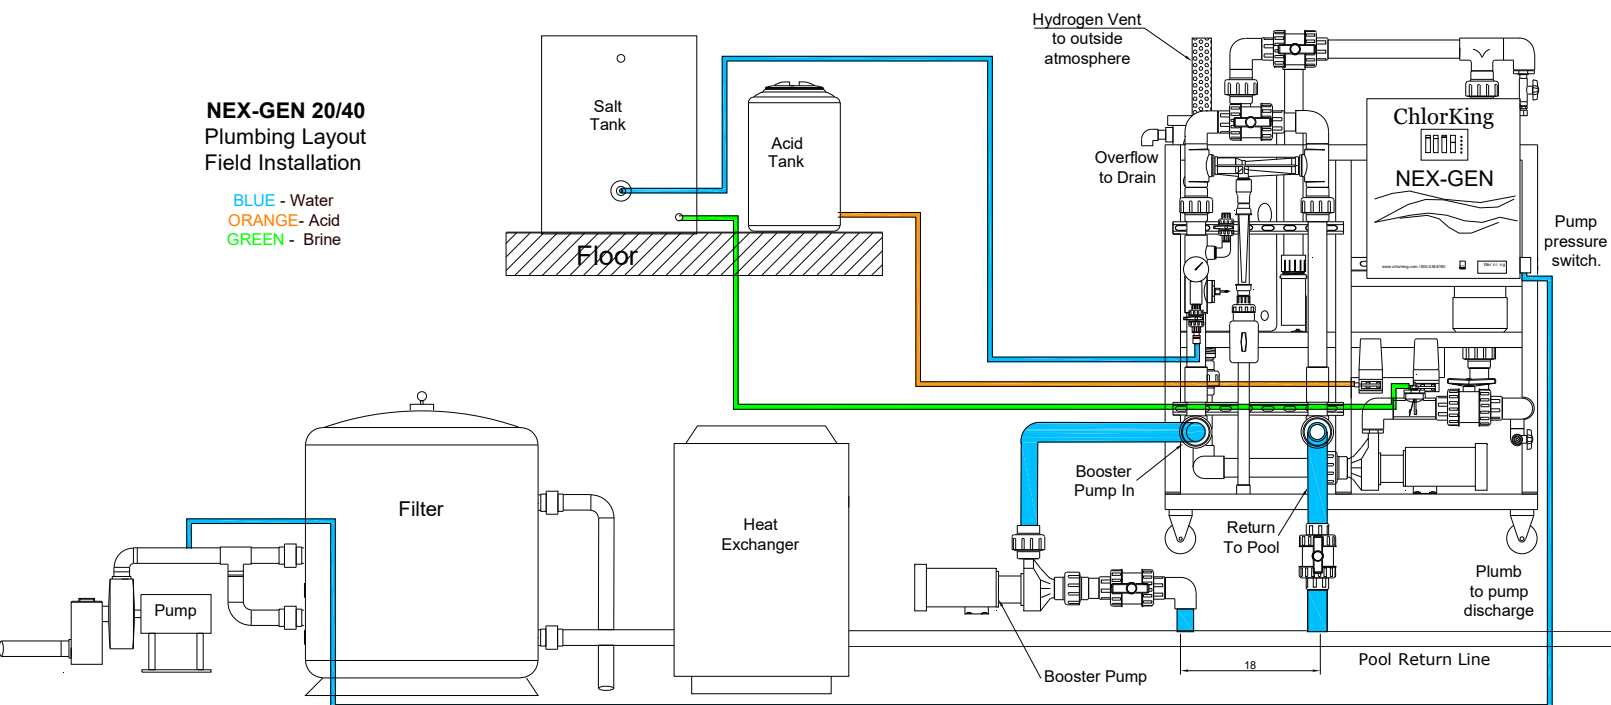 NEX-GEN 20/40
Plumbing Layout
Field Installation
BLUE - Water
ORANGE- Acid
GREEN - Brine
Salt
Tank
Acid
Tank
Floor
Hydrogen Vent
to outside
atmosphere
Overflow
to Drain
ChlorKing
NEX-GEN
Pump
pressure
switch.
Filter
Heat
Exchanger
Pump
Booster
Pump In
Return
To Pool
Plumb
to pump
discharge
Booster Pump
18
Pool Return Line